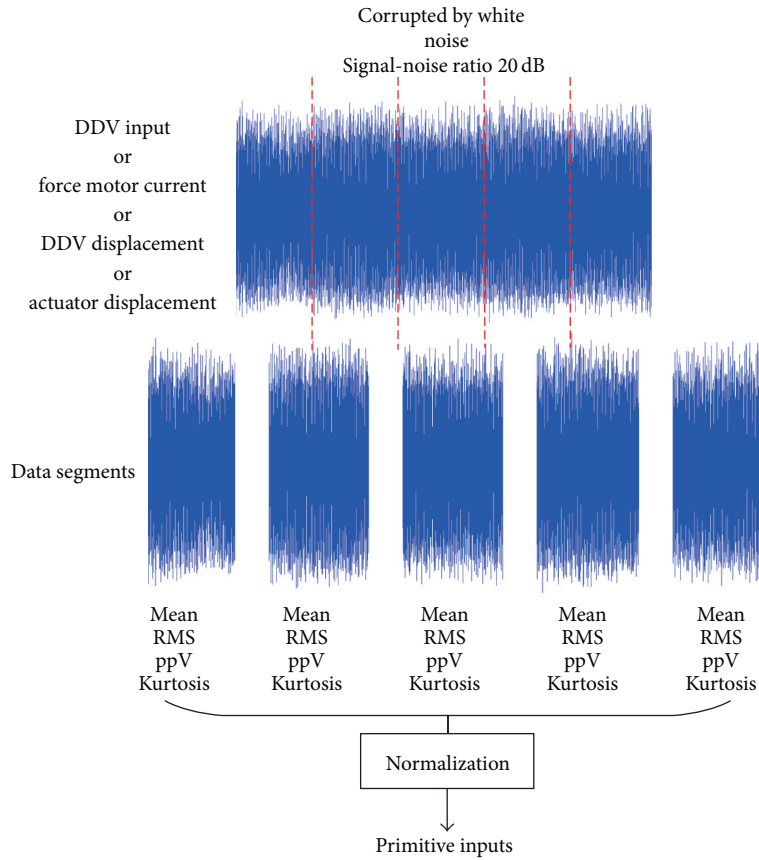 Corrupted by white
noise
Signal-noise ratio 20 dB
DDV input
or
force motor current
or
DDV displacement
or
actuator displacement
Data segments
Mean
RMS
ppV
Kurtosis
Mean
RMS
ppV
Kurtosis
Mean
RMS
ppV
Kurtosis
Mean
RMS
ppV
Kurtosis
Mean
RMS
ppV
Kurtosis
Normalization
Primitive inputs